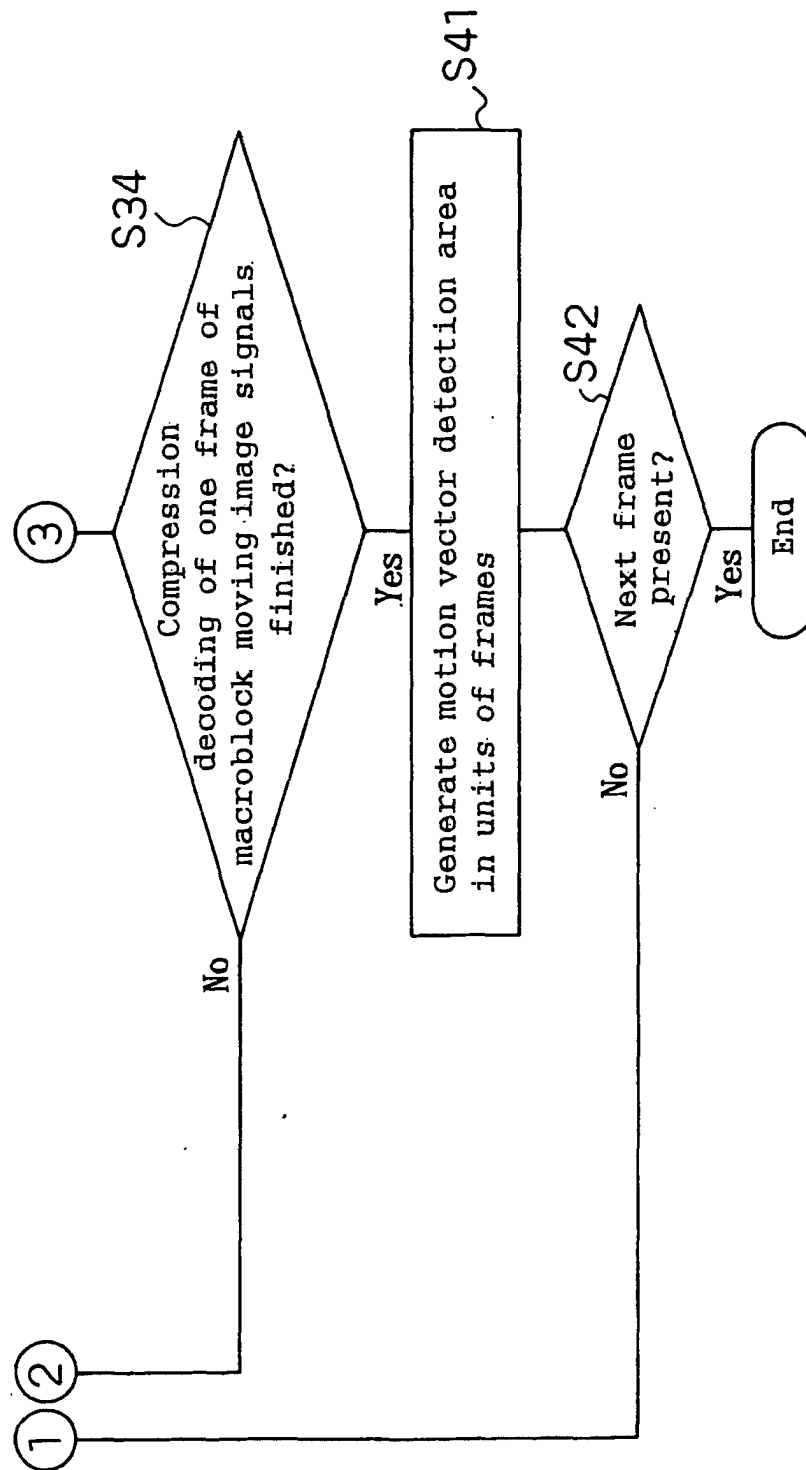 1
2
3
S34
Compression
decoding of one frame of
macroblock moving image signals
finished?
No
Yes
S41
Generate motion vector detection area
in units of frames
S42
Next frame
present?
No
Yes
End